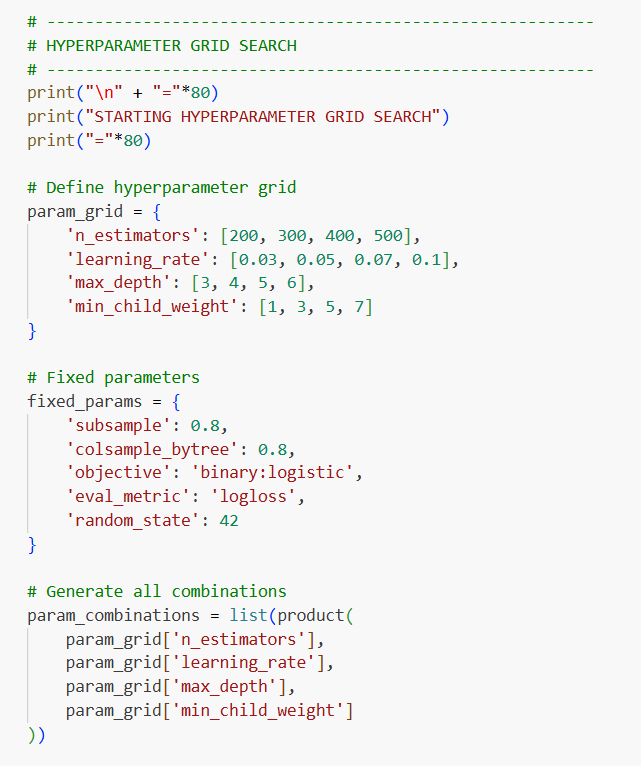 # ---------------------------------------------------------
# HYPERPARAMETER GRID SEARCH
# ---------------------------------------------------------
print("\n" + "="*80)
print("STARTING HYPERPARAMETER GRID SEARCH")
print("="*80)
# Define hyperparameter grid
param_grid = {
    'n_estimators': [200, 300, 400, 500],
    'learning_rate': [0.03, 0.05, 0.07, 0.1],
    'max_depth': [3, 4, 5, 6],
    'min_child_weight': [1, 3, 5, 7]
}
# Fixed parameters
fixed_params = {
    'subsample': 0.8,
    'colsample_bytree': 0.8,
    'objective': 'binary:logistic',
    'eval_metric': 'logloss',
    'random_state': 42
}
# Generate all combinations
param_combinations = list(product(
    param_grid['n_estimators'],
    param_grid['learning_rate'],
    param_grid['max_depth'],
    param_grid['min_child_weight']
))